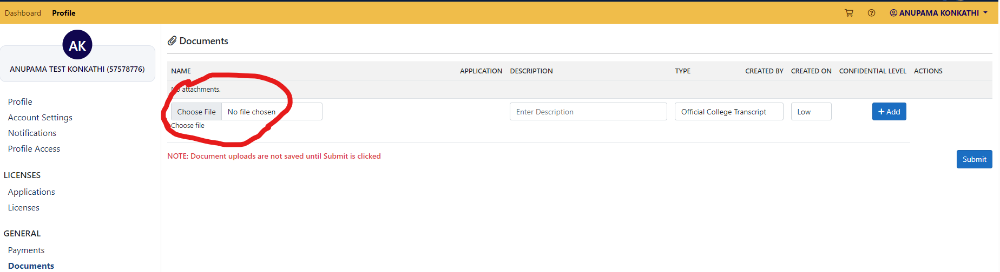 Dashboard Profile ANUPAMA KONKATHI
AK
ANUPAMA TEST KONKATHI (57578776)
Profile
Account Settings
Notifications
Profile Access
LICENSES
Applications
Licenses
GENERAL
Payments
Documents
Documents
NAME APPLICATION DESCRIPTION TYPE CREATED BY CREATED ON CONFIDENTIAL LEVEL ACTIONS
No attachments.
Choose File No file chosen Enter Description Official College Transcript Low + Add
Choose file
NOTE: Document uploads are not saved until Submit is clicked
Submit